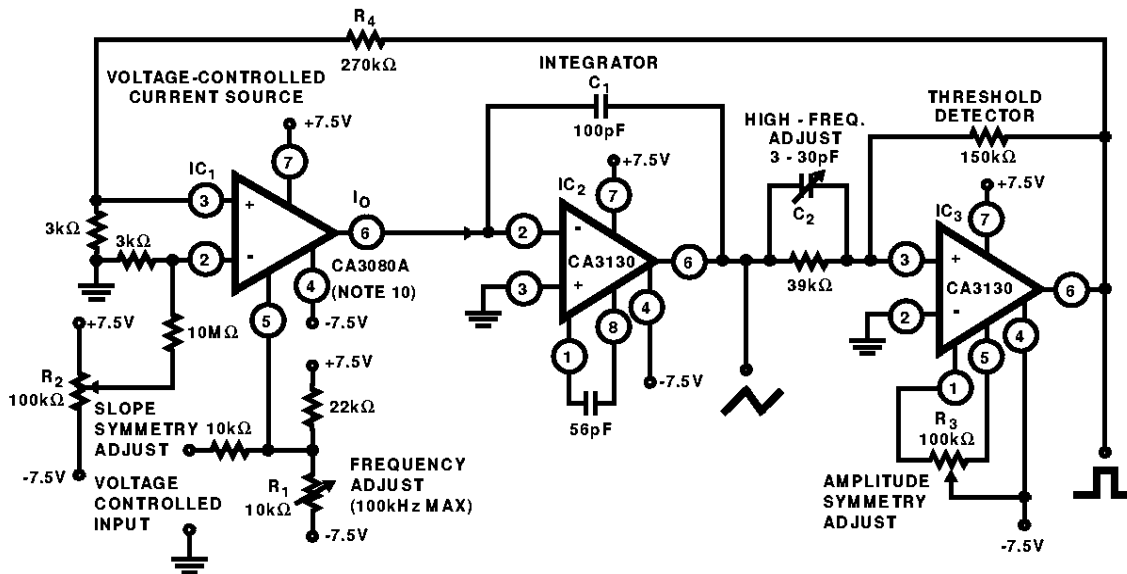 R4
270kΩ
VOLTAGE-CONTROLLED
CURRENT SOURCE
+7.5V
7
IC1
3
+
3kΩ
3kΩ
2
-
IO
6
CA3080A
(NOTE 10)
4
-7.5V
5
+7.5V
10MΩ
R2
100kΩ
SLOPE
SYMMETRY
ADJUST
-7.5V
10kΩ
VOLTAGE
CONTROLLED
INPUT
+7.5V
22kΩ
R1
10kΩ
FREQUENCY
ADJUST
(100kHz MAX)
-7.5V
INTEGRATOR
C1
100pF
+7.5V
IC2
7
2
-
CA3130
3
+
6
4
8
1
-7.5V
56pF
HIGH - FREQ.
ADJUST
3 - 30pF
C2
39kΩ
THRESHOLD
DETECTOR
150kΩ
+7.5V
IC3
7
3
+
CA3130
2
-
6
4
5
1
R3
100kΩ
AMPLITUDE
SYMMETRY
ADJUST
-7.5V